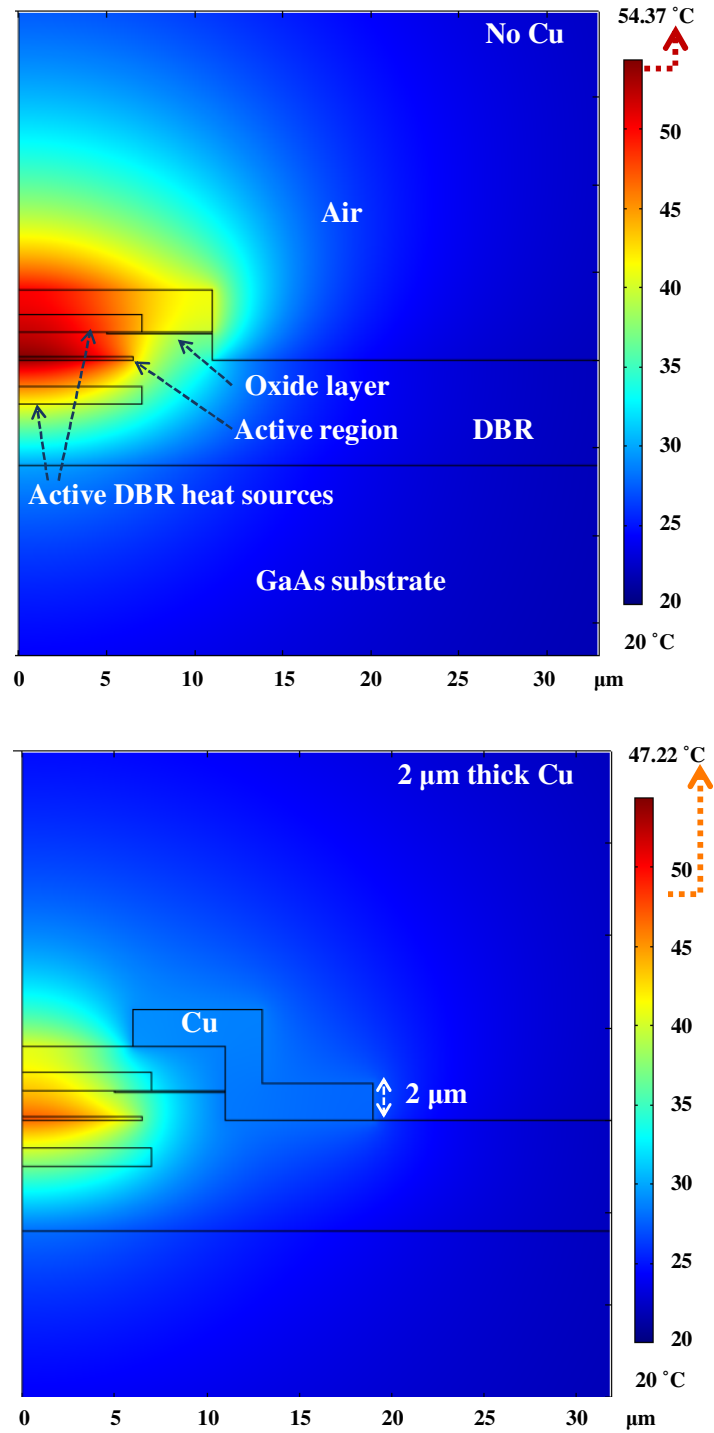 54.37 ˚C
No Cu
50
Air
45
40
35
Oxide layer
Active region
DBR
30
Active DBR heat sources
25
GaAs substrate
20
20 ˚C
0 5 10 15 20 25 30 μm
47.22 ˚C
2 μm thick Cu
50
45
40
Cu
2 μm
35
30
25
20
20 ˚C
0 5 10 15 20 25 30 μm